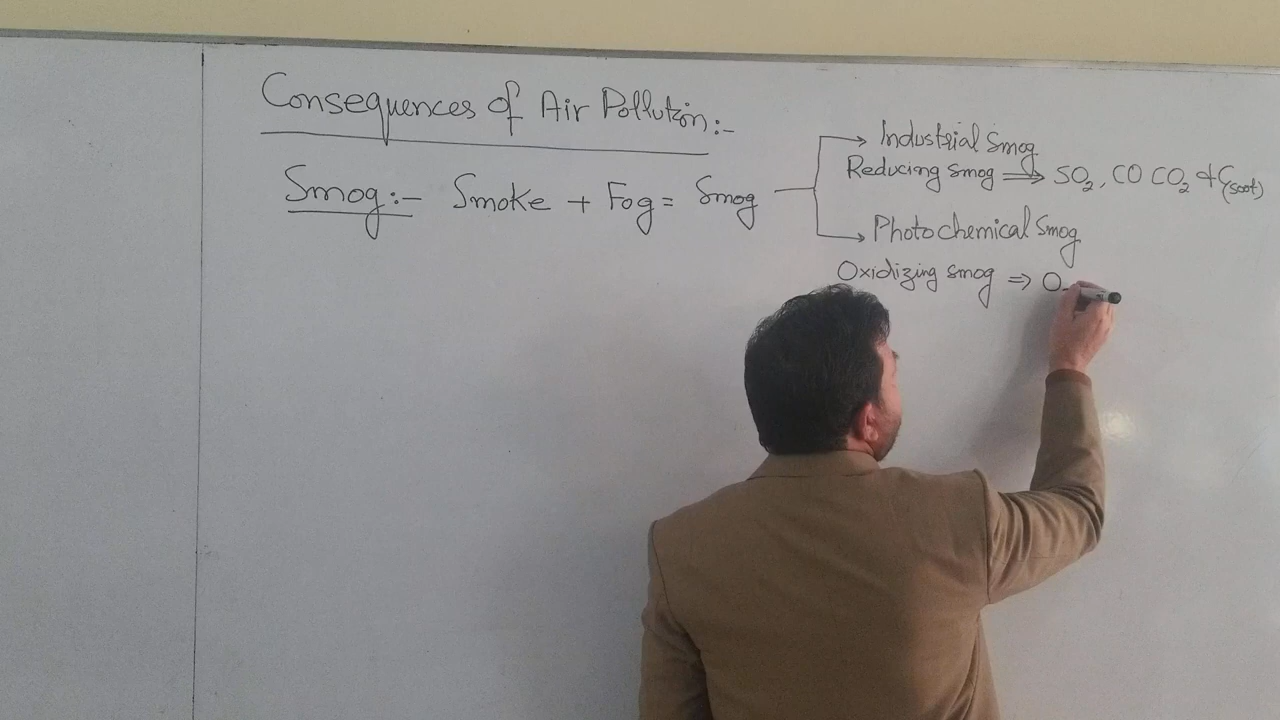 Consequences of Air Pollution:-
Smog:- Smoke + Fog = Smog
Industrial Smog
Reducing smog ⇒ SO₂, CO CO₂ & C(soot)
Photochemical Smog
Oxidizing smog ⇒ O